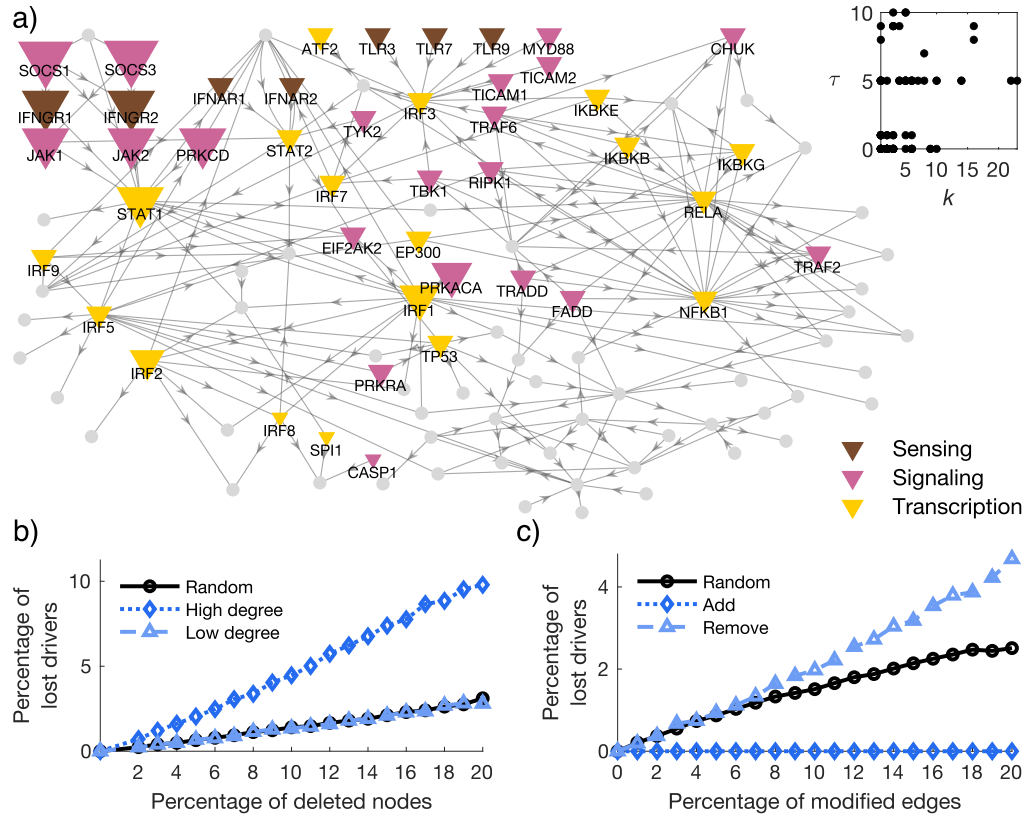 a)
ATF2 TLR3 TLR7 TLR9 MYD88 CHUK
SOCS1 SOCS3 TICAM2
IFNGR1 IFNGR2 IFNAR1 IFNAR2 TICAM1
IRF3 IKBKE
TYK2 TRAF6
JAK1 JAK2 PRKCD STAT2 IKBKB IKBKG
IRF7 TBK1 RIPK1
STAT1 RELA
EIF2AK2 EP300
IRF9 TRAF2
PRKACA TRADD
IRF5 IRF1 FADD NFKB1
IRF2 TP53
PRKRA
IRF8
SPI1
CASP1
10
τ 5
0
5 10 15 20
k
Sensing
Signaling
Transcription
b)
Percentage of
lost drivers
10
5
0
Random
High degree
Low degree
2 4 6 8 10 12 14 16 18 20
Percentage of deleted nodes
c)
Percentage of
lost drivers
4
2
0
Random
Add
Remove
0 2 4 6 8 10 12 14 16 18 20
Percentage of modified edges